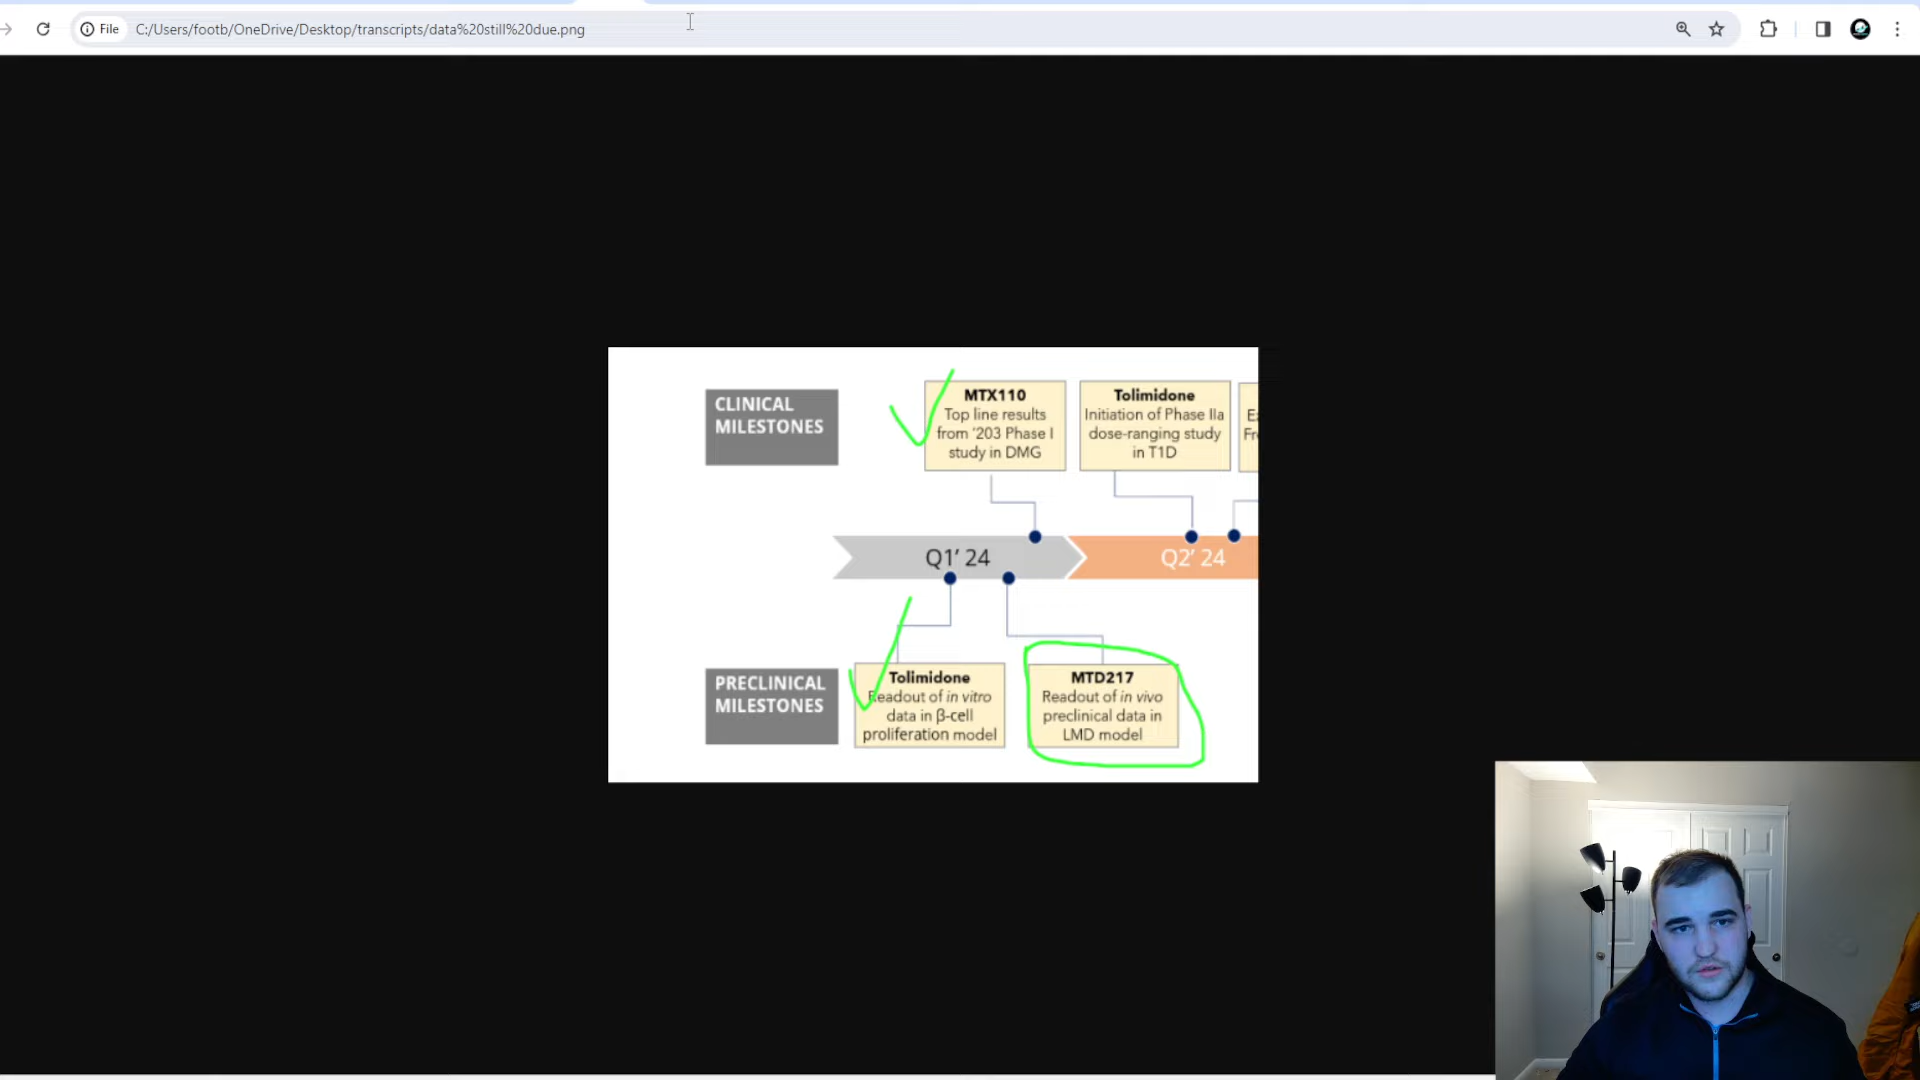 File
C:/Users/footb/OneDrive/Desktop/transcripts/data%20still%20due.png
CLINICAL
MILESTONES
MTX110
Top line results
from '203 Phase I
study in DMG
Tolimidone
Initiation of Phase IIa
dose-ranging study
in T1D
Q1' 24
Q2' 24
PRECLINICAL
MILESTONES
Tolimidone
Readout of in vitro
data in β-cell
proliferation model
MTD217
Readout of in vivo
preclinical data in
LMD model